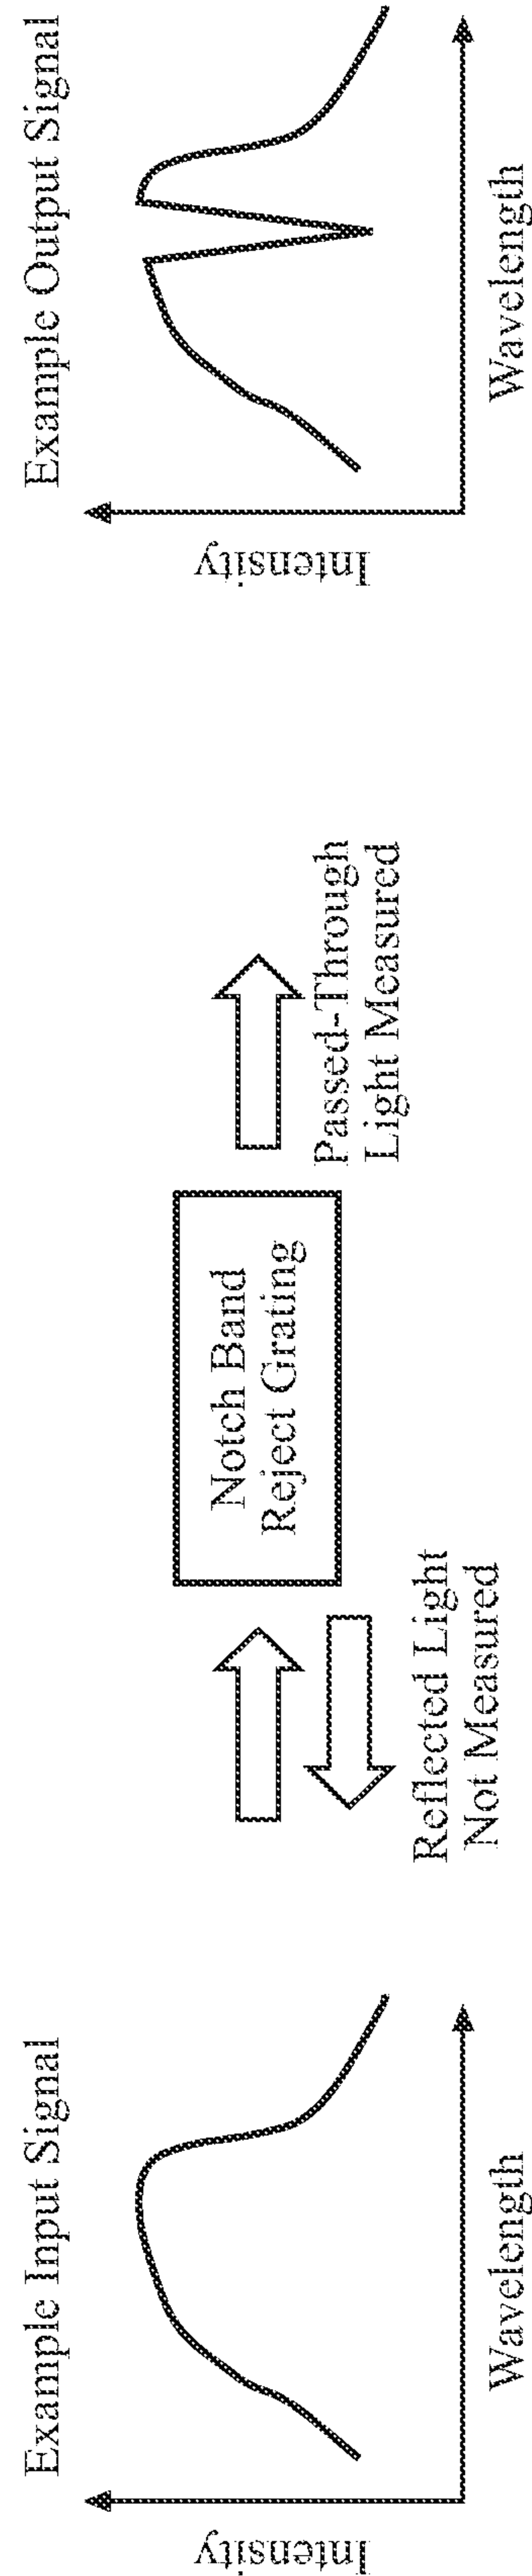 Example Input Signal
Intensity
Wavelength
Reflected Light
Not Measured
Notch Band
Reject Grating
Passed-Through
Light Measured
Example Output Signal
Intensity
Wavelength